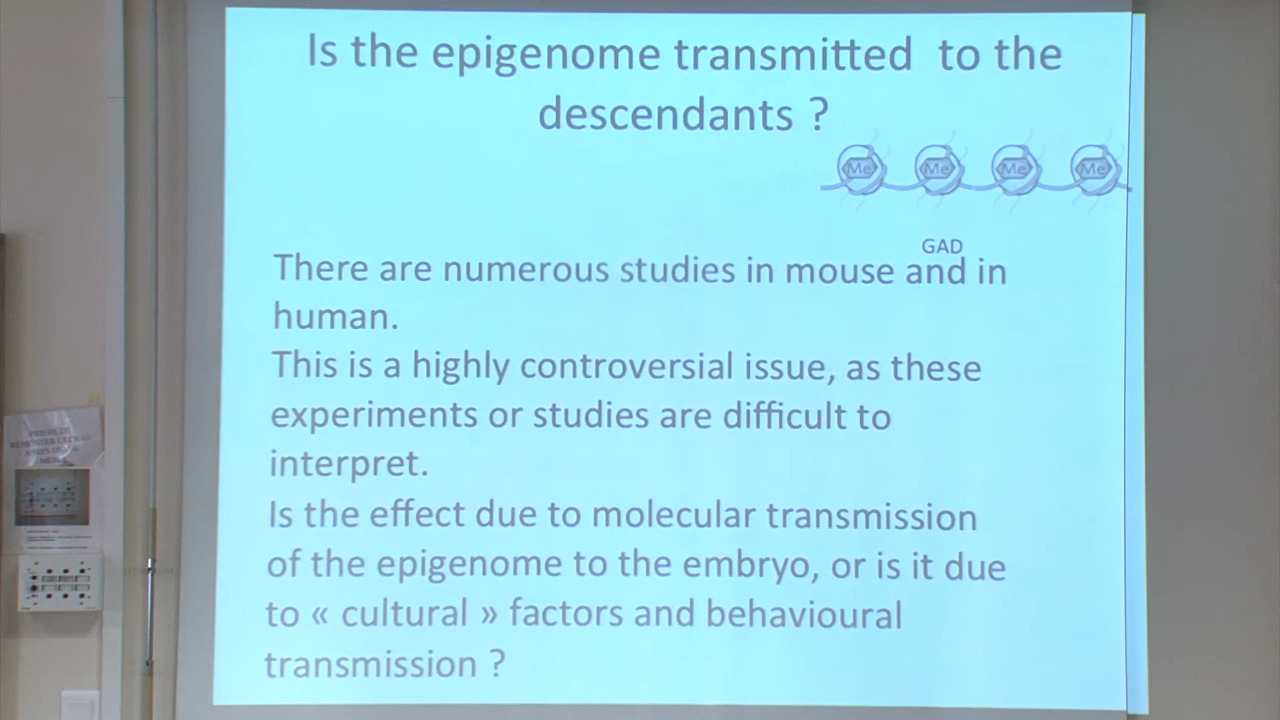 Is the epigenome transmitted to the
descendants ?
Me Me Me Me
GAD
There are numerous studies in mouse and in
human.
This is a highly controversial issue, as these
experiments or studies are difficult to
interpret.
Is the effect due to molecular transmission
of the epigenome to the embryo, or is it due
to « cultural » factors and behavioural
transmission ?
PRIERE DE
REMONTER